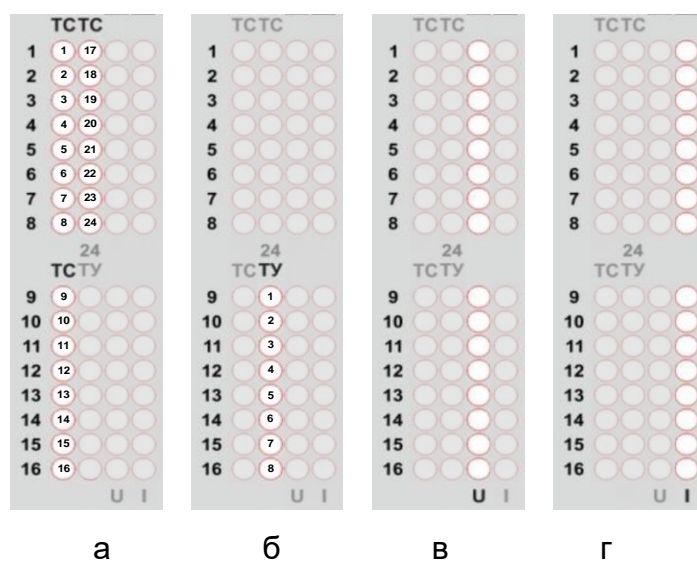 ТСТС ТСТС ТСТС ТСТС
1 1 17 1 1 1
2 2 18 2 2 2
3 3 19 3 3 3
4 4 20 4 4 4
5 5 21 5 5 5
6 6 22 6 6 6
7 7 23 7 7 7
8 8 24 8 8 8
24 24 24 24
ТСТУ ТСТУ ТСТУ ТСТУ
9 9 9 1 9 9
10 10 10 2 10 10
11 11 11 3 11 11
12 12 12 4 12 12
13 13 13 5 13 13
14 14 14 6 14 14
15 15 15 7 15 15
16 16 16 8 16 16
U I U I U I U I
а б в г